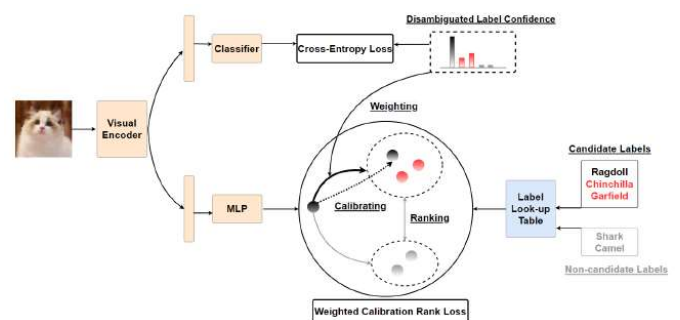 Disambiguated Label Confidence
Classifier
Cross-Entropy Loss
Weighting
Visual
Encoder
Candidate Labels
Ragdoll
Chinchilla
Garfield
Label
Look-up
Table
MLP
Calibrating
Ranking
Shark
Camel
Non-candidate Labels
Weighted Calibration Rank Loss